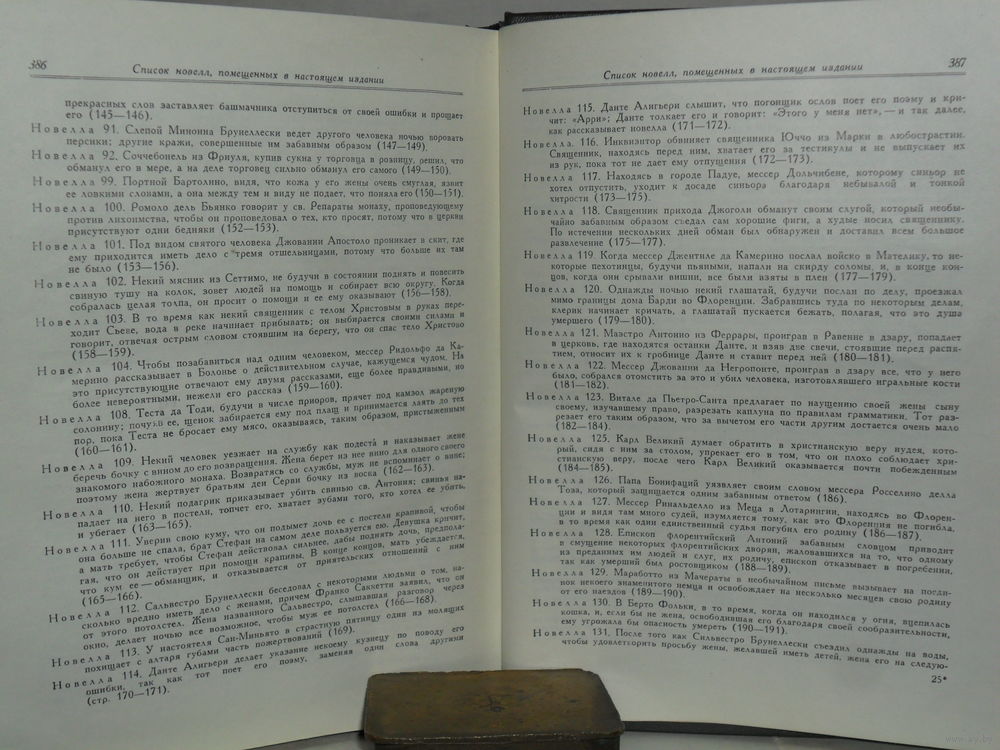 386
Список новелл, помещенных в настоящем издании
прекрасных слов заставляет башмачника отступиться от своей ошибки и прощает
его (145—146).
Новелла 91. Слепой Миноина Брунеллески ведет другого человека ночью воровать
персики; другие кражи, совершенные им забавным образом (147—149).
Новелла 92. Соччебонель из Фриуля, купив сукна у торговца в розницу, решил, что
обманул его в мере, а на деле торговец сильно обманул его самого (149—150).
Новелла 99. Портной Бартолино, видя, что кожа у его жены очень смуглая, язвит
ее ловкими словами, а она между тем и виду не подает, что поняла его (150—151).
Новелла 100. Ромоло дель Бьянко говорит у св. Репараты монаху, проповедующему
против лихоимства, чтобы он проповедовал о тех, кто просят, потому что в церкви
присутствуют одни бедняки (152—153).
Новелла 101. Под видом святого человека Джованни Апостоло проникает в скит, где
ему приходится иметь дело с тремя отшельницами, потому что больше их там
не было (153—156).
Новелла 102. Некий мясник из Сеттимо, не будучи в состоянии поднять и повесить
свиную тушу на колок, зовет людей на помощь и собирает всю округу. Когда
собралась целая толпа, он просит о помощи и ее ему оказывают (156—158).
Новелла 103. В то время как некий священник с телом Христовым в руках пере-
ходит Сьеве, вода в реке начинает прибывать; он выбирается своими силами и
говорит, отвечая острым словом стоявшим на берегу, что он спас тело Христово
(158—159).
Новелла 104. Чтобы позабавиться над одним человеком, мессер Ридольфо да Ка-
мерино рассказывает в Болонье о действительном случае, кажущемся чудом. На
это присутствующие отвечают ему двумя рассказами, еще более правдивыми, но
более невероятными, нежели его рассказ (159—160).
Новелла 108. Теста да Тоди, будучи в числе приоров, прячет под камзол жареную
солонину; почуяв ее, щенок забирается ему под плащ и принимается лаять до тех
пор, пока Теста не бросает ему мясо, оказываясь, таким образом, пристыженным
(160—161).
Новелла 109. Некий человек уезжает на службу как подеста и наказывает жене
беречь бочку с вином до его возвращения. Жена берет из нее вино для одного своего
знакомого набожного монаха. Возвратясь со службы, муж не вспоминает о вине;
поэтому жена жертвует братьям деи Серви бочку из воска (162—163).
Новелла 110. Некий подагрик приказывает убить свинью св. Антония; свинья на-
падает на него в постели, топчет его, хватает зубами того, кто хотел ее убить,
и убегает (163—165).
Новелла 111. Уверив свою куму, что он подымет дочь ее с постели крапивой, чтобы
она больше не спала, брат Стефан на самом деле пользуется ею. Девушка кричит,
а мать требует, чтобы Стефан действовал сильнее, дабы поднять дочь, предпола-
гая, что он действует при помощи крапивы. В конце концов, мать убеждается,
что кум ее — обманщик, и отказывается от приятельских отношений с ним
(165—166).
Новелла 112. Сальвестро Брунеллески беседовал с некоторыми людьми о том, на-
сколько вредно иметь дело с женами, причем Франко Саккетти заявил, что он
от этого потолстел. Жена названного Сальвестро, слышавшая разговор через
окно, делает ночью все возможное, чтобы муж ее потолстел (166—168).
Новелла 113. У настоятеля Сан-Миньято в страстную пятницу один из молящих
похищает с алтаря губами часть пожертвований (169).
Новелла 114. Данте Алигьери делает указание некоему кузнецу по поводу его
ошибки, так как тот поет его поэму, заменяя одни слова другими
(стр. 170—171).
387
Список новелл, помещенных в настоящем издании
Новелла 115. Данте Алигьери слышит, что погонщик ослов поет его поэму и кри-
чит: «Арри»; Данте толкает его и говорит: «Этого у меня нет»,— и так далее,
как рассказывает новелла (171—172).
Новелла 116. Инквизитор обвиняет священника Юччо из Марки в любострастии.
Священник, находясь перед ним, хватает его за тестикулы и не выпускает их
из рук, пока тот не дает ему отпущения (172—173).
Новелла 117. Находясь в городе Падуе, мессер Дольчибене, которому синьор не
хотел отпустить, уходит к досаде синьора благодаря небывалой и тонкой
хитрости (173—175).
Новелла 118. Священник прихода Джоголи обманут своим слугой, который необы-
чайно забавным образом съедал сам хорошие фиги, а худые носил священнику.
По истечении нескольких дней обман был обнаружен и доставил всем большое
развлечение (175—177).
Новелла 119. Когда мессер Джентиле да Камерино послал войско в Мателику, то не-
которые пехотинцы, будучи пьяными, напали на скирду соломы, и, в конце кон-
цов, когда они срывали вишни, все были взяты в плен (177—179).
Новелла 120. Однажды ночью некий глашатай, будучи послан по делу, проезжал
мимо границы дома Барди во Флоренции. Забравшись туда по некоторым делам,
клерик начинает кричать, а глашатай пускается бежать, полагая, что это душа
умершего (179—180).
Новелла 121. Маэстро Антонио из Феррары, проиграв в Равенне в дзару, попадает
в церковь, где находятся останки Данте, и взяв две свечи, стоявшие перед распя-
тием, относит их к гробнице Данте и ставит перед ней (180—181).
Новелла 122. Мессер Джованни да Негропонте, проиграв в дзару все, что у него
было, собрался отомстить за это и убил человека, изготовлявшего игральные кости
(181—182).
Новелла 123. Витале да Пьетро-Санта предлагает по наущению своей жены сыну
своему, изучавшему право, разрезать каплуна по правилам грамматики. Тот раз-
резает его таким образом, что за вычетом его части другим достается очень мало
(182—184).
Новелла 125. Карл Великий думает обратить в христианскую веру иудея, кото-
рый, сидя с ним за столом, упрекает его в том, что он плохо соблюдает хри-
стианскую веру, после чего Карл Великий оказывается почти побежденным
(184—185).
Новелла 126. Папа Бонифаций уязвляет своим словом мессера Росселино делла
Тоза, который защищается одним забавным ответом (186).
Новелла 127. Мессер Ринальделло из Меца в Лотарингии, находясь во Флорен-
ции и видя там много судей, изумляется тому, как это Флоренция не погибла,
в то время как один единственный судья погубил его родину (186—187).
Новелла 128. Епископ флорентийский Антоний забавным словцом приводит
в смущение некоторых флорентийских дворян, жаловавшихся на то, что одному
из преданных им людей и слуг, их родичу, епископ отказывает в погребении,
так как умерший был ростовщиком (188—189).
Новелла 129. Маработто из Мачераты в необычайном письме вызывает на поеди-
нок некоего знаменитого немца и освобождает на несколько месяцев свою родину
от его наездов (189—190).
Новелла 130. В Берто Фольки, в то время, когда он находился у огня, вцепилась
кошка, и, если бы не жена, освободившая его благодаря своей сообразительности,
ему угрожала бы опасность умереть (190—191).
Новелла 131. После того как Сильвестро Брунеллески съездил однажды на воды,
чтобы удовлетворить просьбу жены, желавшей иметь детей, жена его на следую-
25*